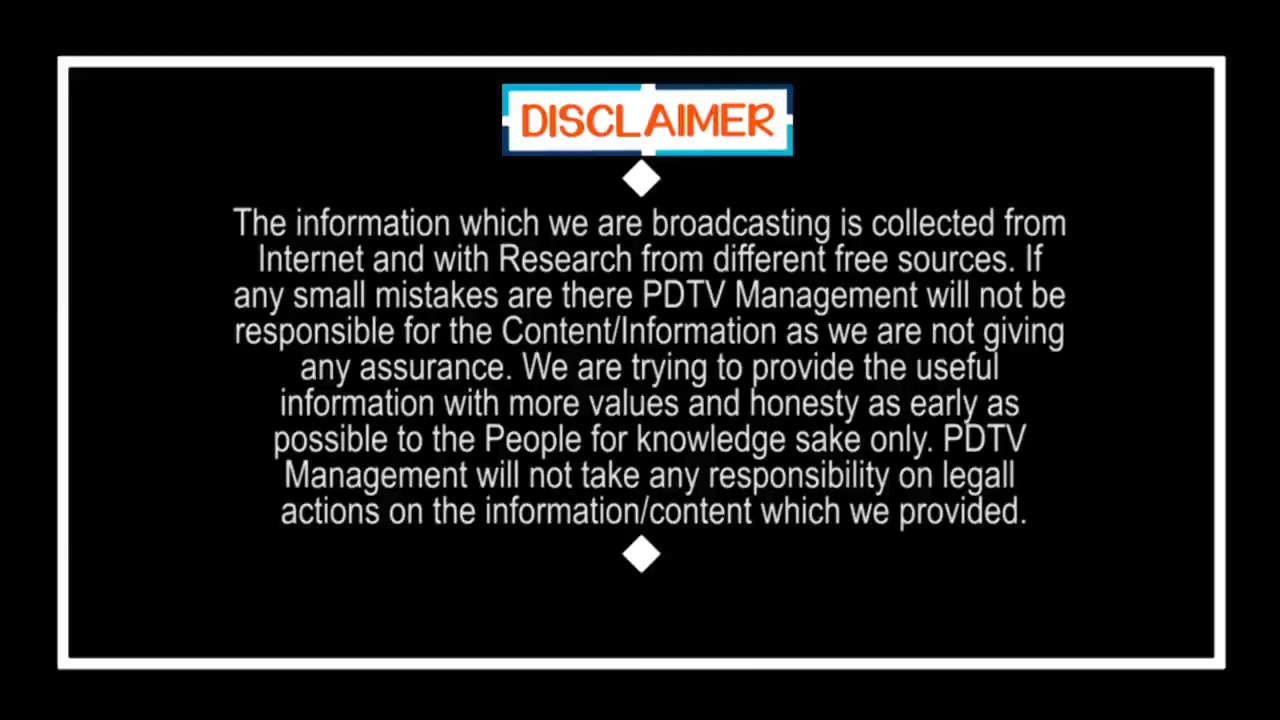 DISCLAIMER
The information which we are broadcasting is collected from
Internet and with Research from different free sources. If
any small mistakes are there PDTV Management will not be
responsible for the Content/Information as we are not giving
any assurance. We are trying to provide the useful
information with more values and honesty as early as
possible to the People for knowledge sake only. PDTV
Management will not take any responsibility on legall
actions on the information/content which we provided.